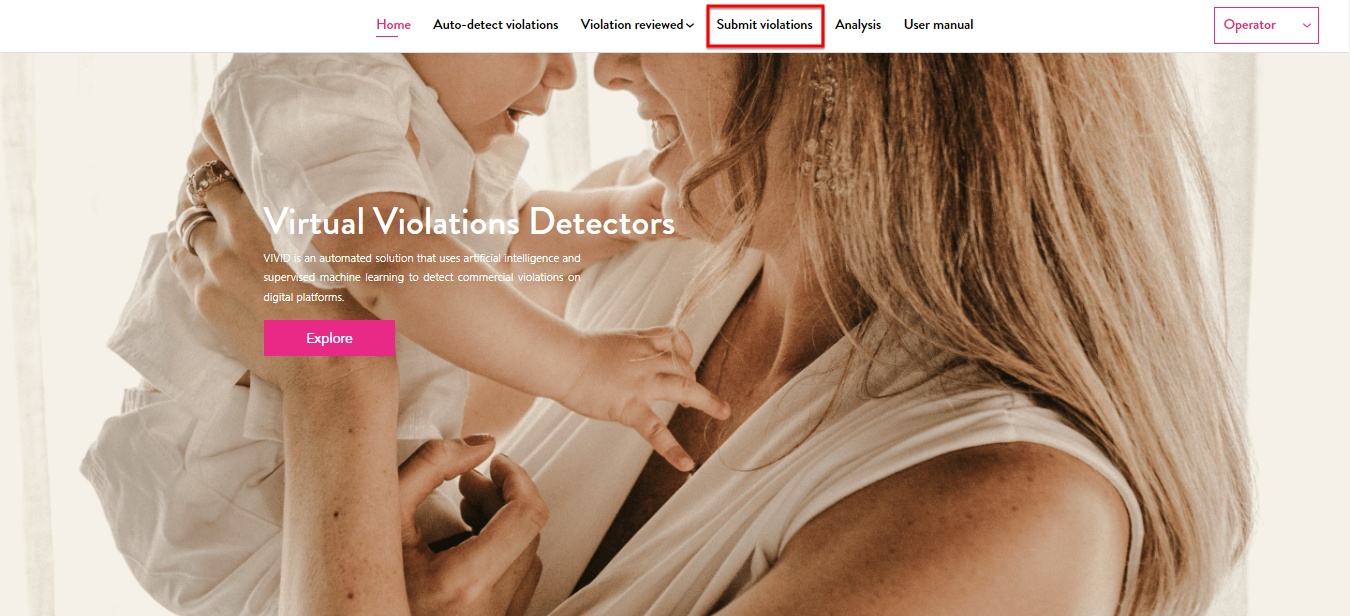 Home Auto-detect violations Violation reviewed Submit violations Analysis User manual Operator
Virtual Violations Detectors
VIVID is an automated solution that uses artificial intelligence and
supervised machine learning to detect commercial violations on
digital platforms.
Explore